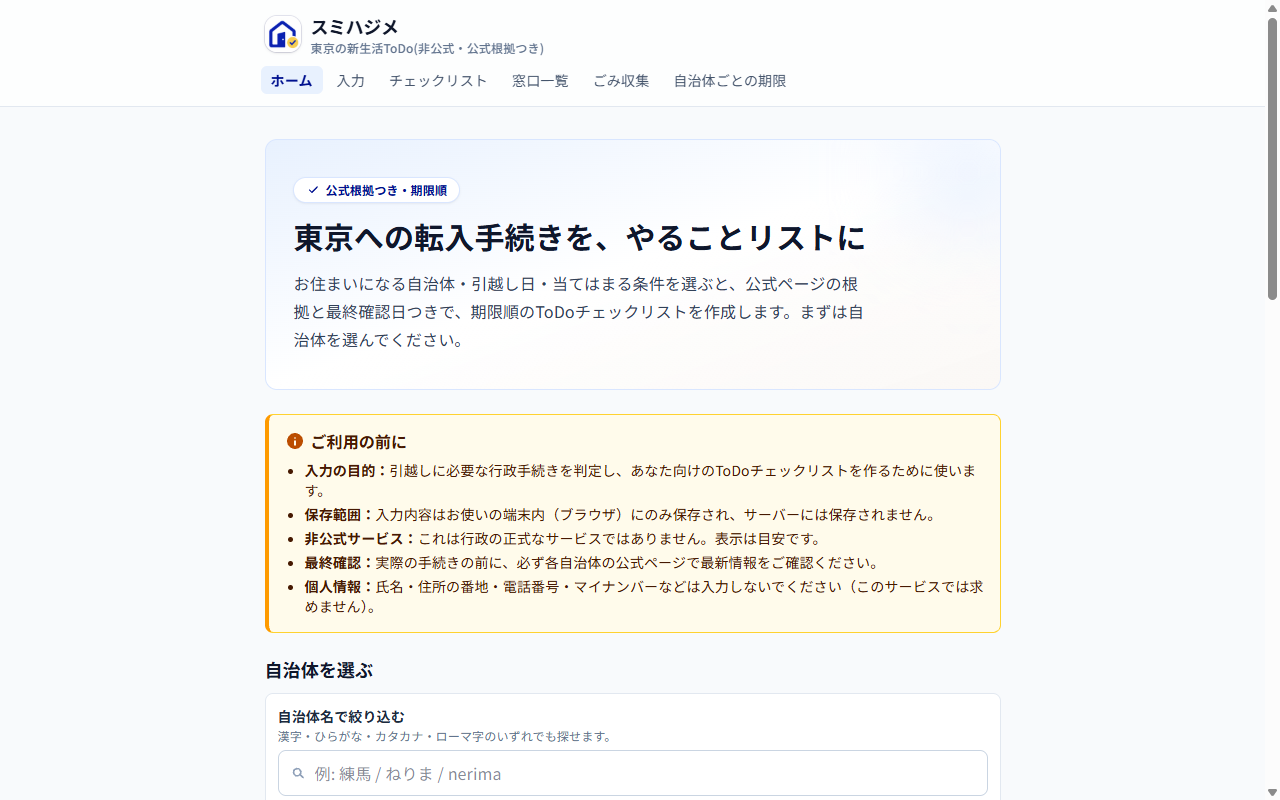 スミハジメ
東京の新生活ToDo(非公式・公式根拠つき)
ホーム 入力 チェックリスト 窓口一覧 ごみ収集 自治体ごとの期限
公式根拠つき・期限順
東京への転入手続きを、やることリストに
お住まいになる自治体・引越し日・当てはまる条件を選ぶと、公式ページの根
拠と最終確認日つきで、期限順のToDoチェックリストを作成します。まずは自
治体を選んでください。
ご利用の前に
入力の目的：引越しに必要な行政手続きを判定し、あなた向けのToDoチェックリストを作るために使いま
す。
保存範囲：入力内容はお使いの端末内（ブラウザ）にのみ保存され、サーバーには保存されません。
非公式サービス：これは行政の正式なサービスではありません。表示は目安です。
最終確認：実際の手続きの前に、必ず各自治体の公式ページで最新情報をご確認ください。
個人情報：氏名・住所の番地・電話番号・マイナンバーなどは入力しないでください（このサービスでは求
めません）。
自治体を選ぶ
自治体名で絞り込む
漢字・ひらがな・カタカナ・ローマ字のいずれでも探せます。
例: 練馬 / ねりま / nerima